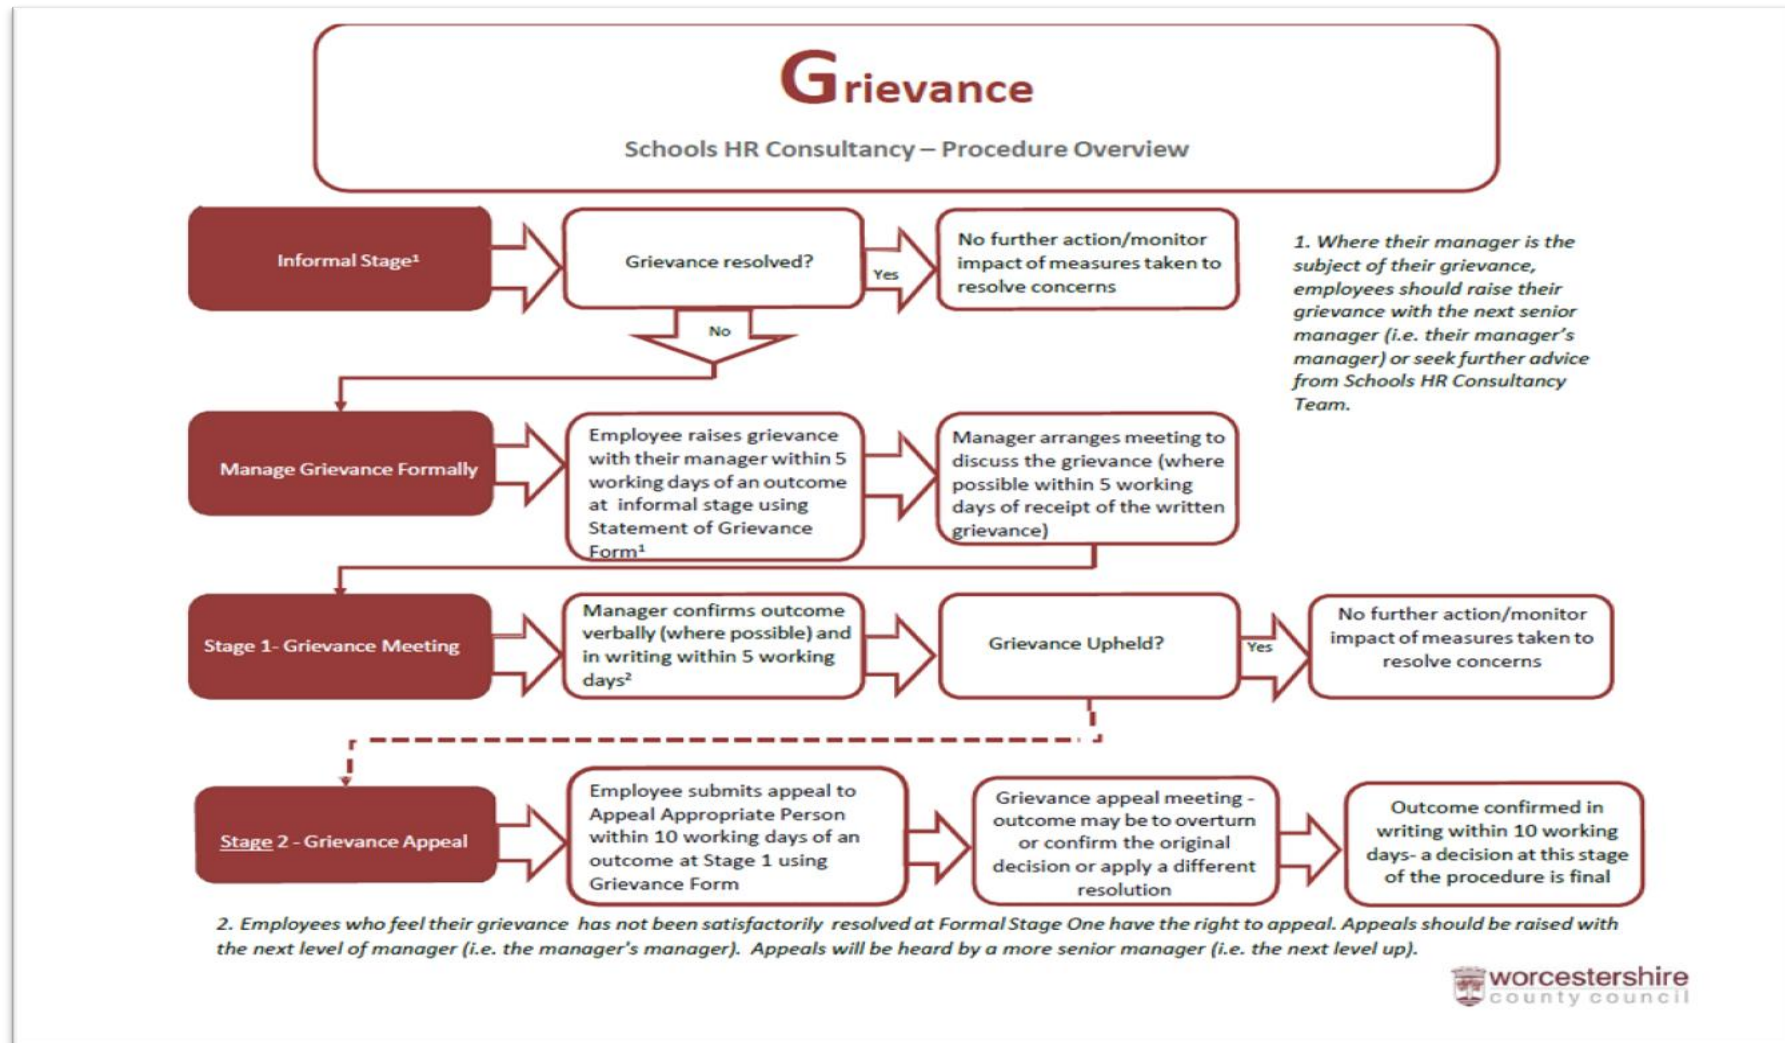 Grievance
Schools HR Consultancy – Procedure Overview
Informal Stage¹
Grievance resolved?
Yes
No further action/monitor
impact of measures taken to
resolve concerns
1. Where their manager is the
subject of their grievance,
employees should raise their
grievance with the next senior
manager (i.e. their manager's
manager) or seek further advice
from Schools HR Consultancy
Team.
No
Manage Grievance Formally
Employee raises grievance
with their manager within 5
working days of an outcome
at informal stage using
Statement of Grievance
Form¹
Manager arranges meeting to
discuss the grievance (where
possible within 5 working
days of receipt of the written
grievance)
Stage 1- Grievance Meeting
Manager confirms outcome
verbally (where possible) and
in writing within 5 working
days²
Grievance Upheld?
Yes
No further action/monitor
impact of measures taken to
resolve concerns
Stage 2 - Grievance Appeal
Employee submits appeal to
Appeal Appropriate Person
within 10 working days of an
outcome at Stage 1 using
Grievance Form
Grievance appeal meeting -
outcome may be to overturn
or confirm the original
decision or apply a different
resolution
Outcome confirmed in
writing within 10 working
days- a decision at this stage
of the procedure is final
2. Employees who feel their grievance has not been satisfactorily resolved at Formal Stage One have the right to appeal. Appeals should be raised with
the next level of manager (i.e. the manager's manager). Appeals will be heard by a more senior manager (i.e. the next level up).
worcestershire
county council